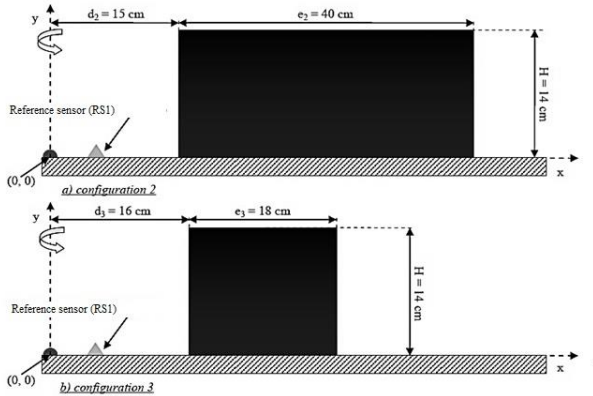 y
d₂ = 15 cm
e₂ = 40 cm
H = 14 cm
Reference sensor (RS1)
(0, 0)
x
a) configuration 2
y
d₃ = 16 cm
e₃ = 18 cm
H = 14 cm
Reference sensor (RS1)
(0, 0)
x
b) configuration 3